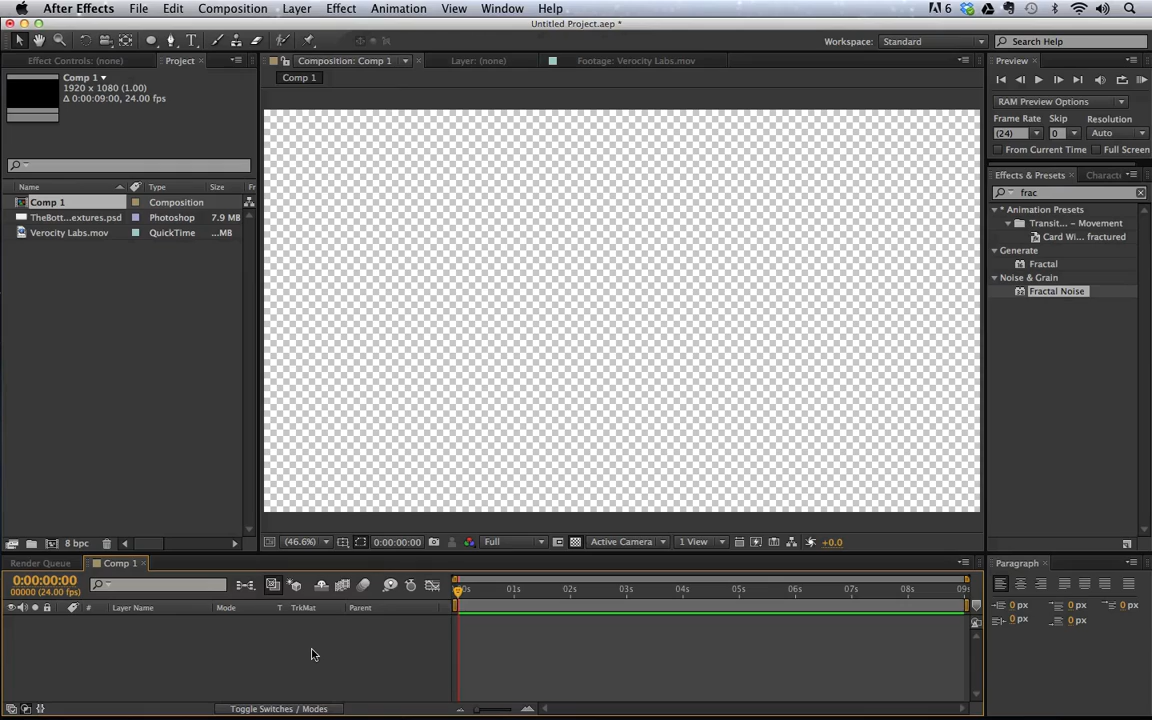 After Effects File Edit Composition Layer Effect Animation View Window Help 6
Untitled Project.aep *
Workspace: Standard Search Help
Effect Controls: (none) Project Composition: Comp 1 Layer: (none) Footage: Verocity Labs.mov Preview
Comp 1
1920 x 1080 (1.00)
Δ 0:00:09:00, 24.00 fps
Comp 1
RAM Preview Options
Frame Rate Skip Resolution
(24) 0 Auto
From Current Time Full Screen
Effects & Presets Charact
frac
Name Type Size Fr
Comp 1 Composition
TheBott...extures.psd Photoshop 7.9 MB
Verocity Labs.mov QuickTime ...MB
* Animation Presets
Transit... – Movement
Card Wi... fractured
Generate
Fractal
Noise & Grain
Fractal Noise
8 bpc
(46.6%) 0:00:00:00 Full Active Camera 1 View +0.0
Render Queue Comp 1 Paragraph
0:00:00:00
00000 (24.00 fps)
0s 01s 02s 03s 04s 05s 06s 07s 08s 09s
# Layer Name Mode T TrkMat Parent
0 px 0 px 0 px
0 px 0 px
Toggle Switches / Modes